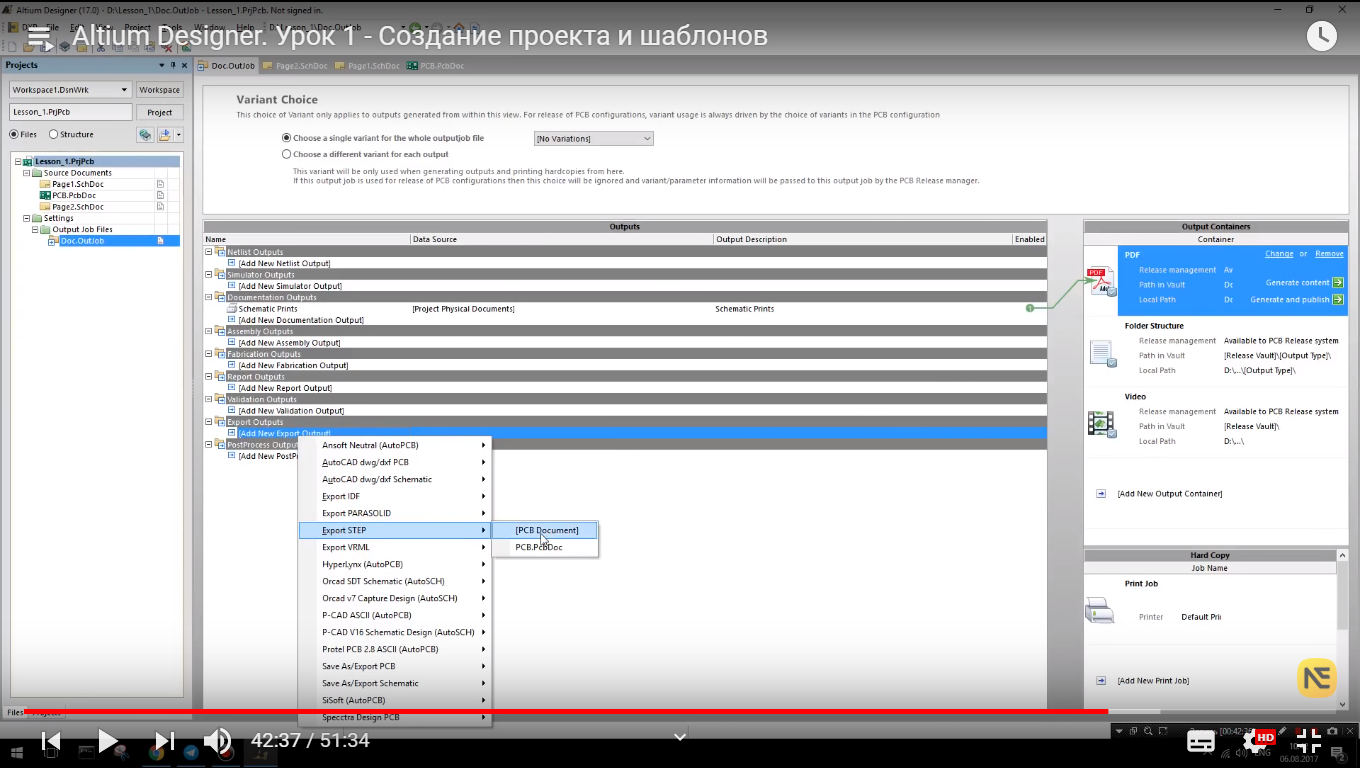 Altium Designer (17.0) - D:\Lesson_1\Doc.OutJob - Lesson_1.PrjPcb. Not signed in.
Altium Designer. Урок 1 - Создание проекта и шаблонов
Projects
Doc.OutJob
Page2.SchDoc
Page1.SchDoc
PCB.PcbDoc
Workspace1.DsnWrk
Workspace
Lesson_1.PrjPcb
Project
Files
Structure
Lesson_1.PrjPcb
Source Documents
Page1.SchDoc
PCB.PcbDoc
Page2.SchDoc
Settings
Output Job Files
Doc.OutJob
Variant Choice
This choice of Variant only applies to outputs generated from within this view. For release of PCB configurations, variant usage is always driven by the choice of variants in the PCB configuration
Choose a single variant for the whole outputjob file
[No Variations]
Choose a different variant for each output
This variant will be only used when generating outputs and printing hardcopies from here.
If this output job is used for release of PCB configurations then this choice will be ignored and variant/parameter information will be passed to this output job by the PCB Release manager.
Outputs
Name
Data Source
Output Description
Enabled
Netlist Outputs
[Add New Netlist Output]
Simulator Outputs
[Add New Simulator Output]
Documentation Outputs
Schematic Prints
[Project Physical Documents]
Schematic Prints
1
[Add New Documentation Output]
Assembly Outputs
[Add New Assembly Output]
Fabrication Outputs
[Add New Fabrication Output]
Report Outputs
[Add New Report Output]
Validation Outputs
[Add New Validation Output]
Export Outputs
[Add New Export Output]
PostProcess Output
[Add New PostP
Ansoft Neutral (AutoPCB)
AutoCAD dwg/dxf PCB
AutoCAD dwg/dxf Schematic
Export IDF
Export PARASOLID
Export STEP
[PCB Document]
Export VRML
PCB.PcbDoc
HyperLynx (AutoPCB)
Orcad SDT Schematic (AutoSCH)
Orcad v7 Capture Design (AutoSCH)
P-CAD ASCII (AutoPCB)
P-CAD V16 Schematic Design (AutoSCH)
Protel PCB 2.8 ASCII (AutoPCB)
Save As/Export PCB
Save As/Export Schematic
SiSoft (AutoPCB)
Specctra Design PCB
Output Containers
Container
PDF
Change or Remove
Release management Av
Path in Vault De
Generate content
Local Path D:
Generate and publish
Folder Structure
Release management Available to PCB Release system
Path in Vault [Release Vault]\[Output Type]\
Local Path D:\...\[Output Type]\
Video
Release management Available to PCB Release system
Path in Vault [Release Vault]\
Local Path D:\...\
[Add New Output Container]
Hard Copy
Job Name
Print Job
Printer Default Pri
[Add New Print Job]
NE
Files
Projects
42:37 / 51:34
HD
ENG
06.08.2017